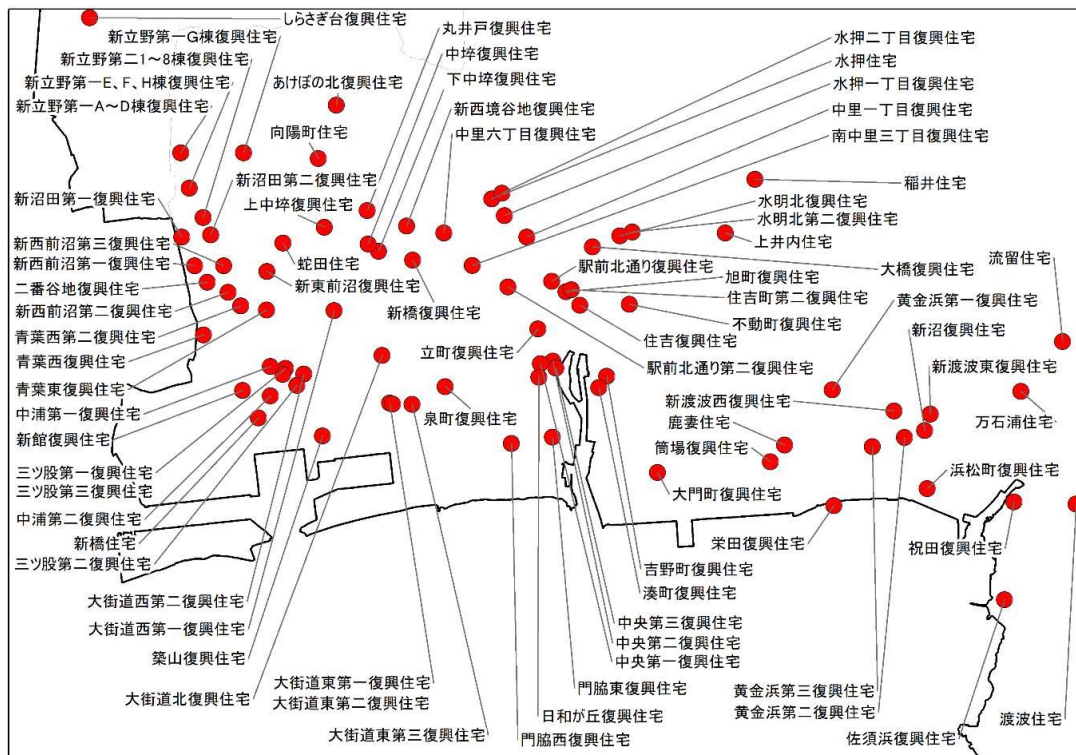 しらさぎ台復興住宅
新立野第一G棟復興住宅
新立野第二1～8棟復興住宅
新立野第一E、F、H棟復興住宅
新立野第一A～D棟復興住宅
あけぼの北復興住宅
向陽町住宅
丸井戸復興住宅
中埣復興住宅
下中埣復興住宅
新西境谷地復興住宅
中里六丁目復興住宅
水押二丁目復興住宅
水押住宅
水押一丁目復興住宅
中里一丁目復興住宅
南中里三丁目復興住宅
稲井住宅
水明北復興住宅
水明北第二復興住宅
上井内住宅
大橋復興住宅
流留住宅
新沼田第一復興住宅
新沼田第二復興住宅
上中埣復興住宅
新西前沼第三復興住宅
新西前沼第一復興住宅
二番谷地復興住宅
新西前沼第二復興住宅
青葉西第二復興住宅
青葉西復興住宅
青葉東復興住宅
蛇田住宅
新東前沼復興住宅
新橋復興住宅
駅前北通り復興住宅
旭町復興住宅
住吉町第二復興住宅
不動町復興住宅
住吉復興住宅
駅前北通り第二復興住宅
立町復興住宅
黄金浜第一復興住宅
新沼復興住宅
新渡波東復興住宅
新渡波西復興住宅
万石浦住宅
鹿妻住宅
筒場復興住宅
浜松町復興住宅
中浦第一復興住宅
新館復興住宅
三ツ股第一復興住宅
三ツ股第三復興住宅
中浦第二復興住宅
新橋住宅
三ツ股第二復興住宅
泉町復興住宅
大門町復興住宅
栄田復興住宅
祝田復興住宅
吉野町復興住宅
湊町復興住宅
中央第三復興住宅
中央第二復興住宅
中央第一復興住宅
大街道西第二復興住宅
大街道西第一復興住宅
築山復興住宅
大街道北復興住宅
大街道東第一復興住宅
大街道東第二復興住宅
大街道東第三復興住宅
門脇東復興住宅
日和が丘復興住宅
門脇西復興住宅
黄金浜第三復興住宅
黄金浜第二復興住宅
佐須浜復興住宅
渡波住宅